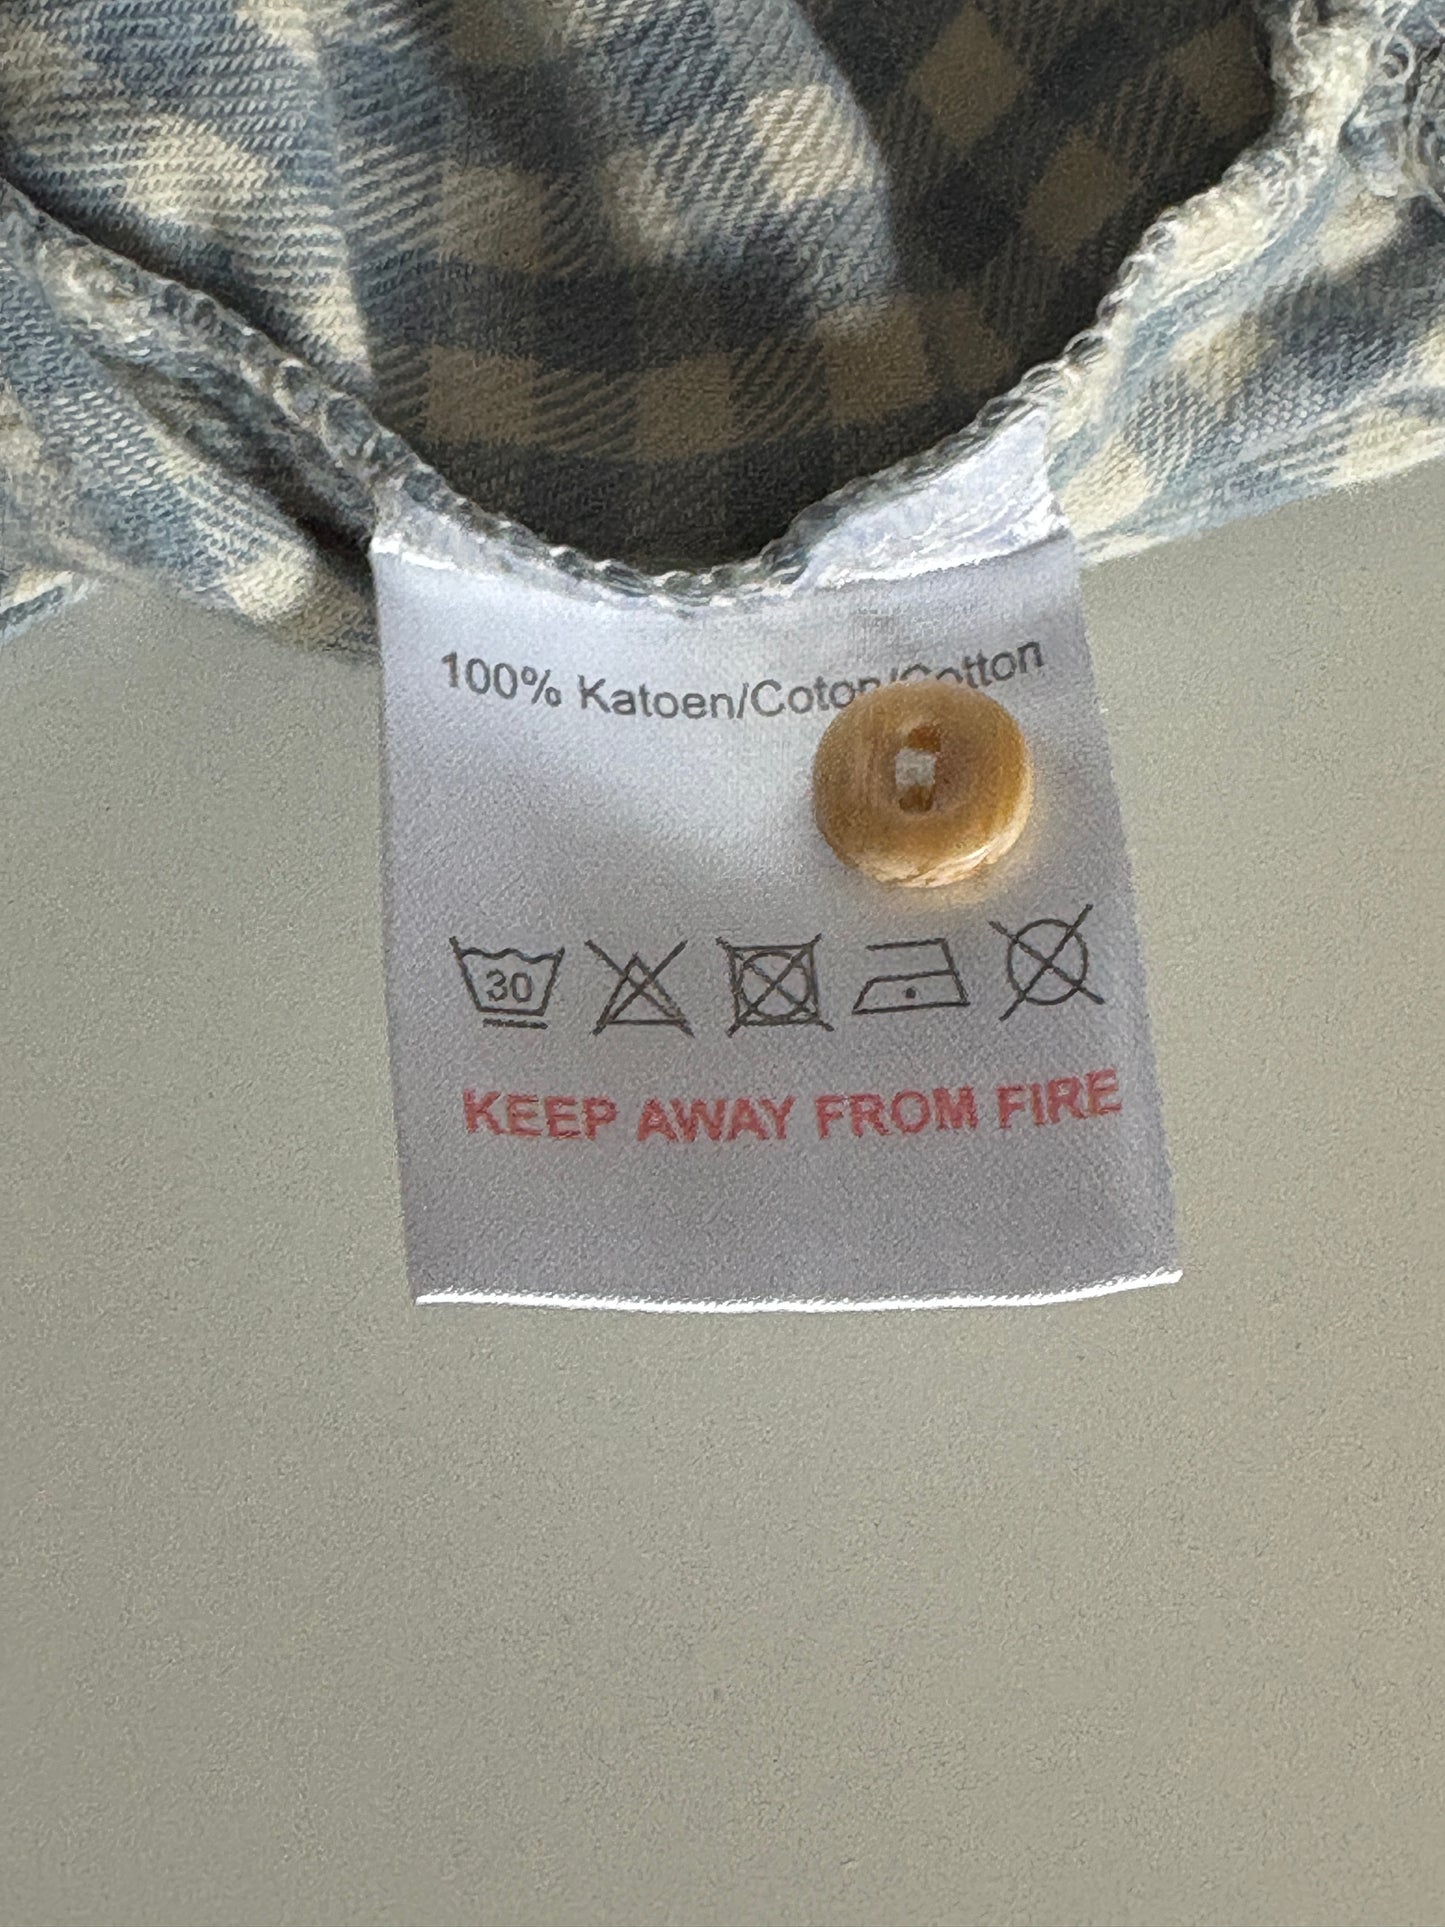 100% Katoen/Coton/Cotton
30
KEEP AWAY FROM FIRE